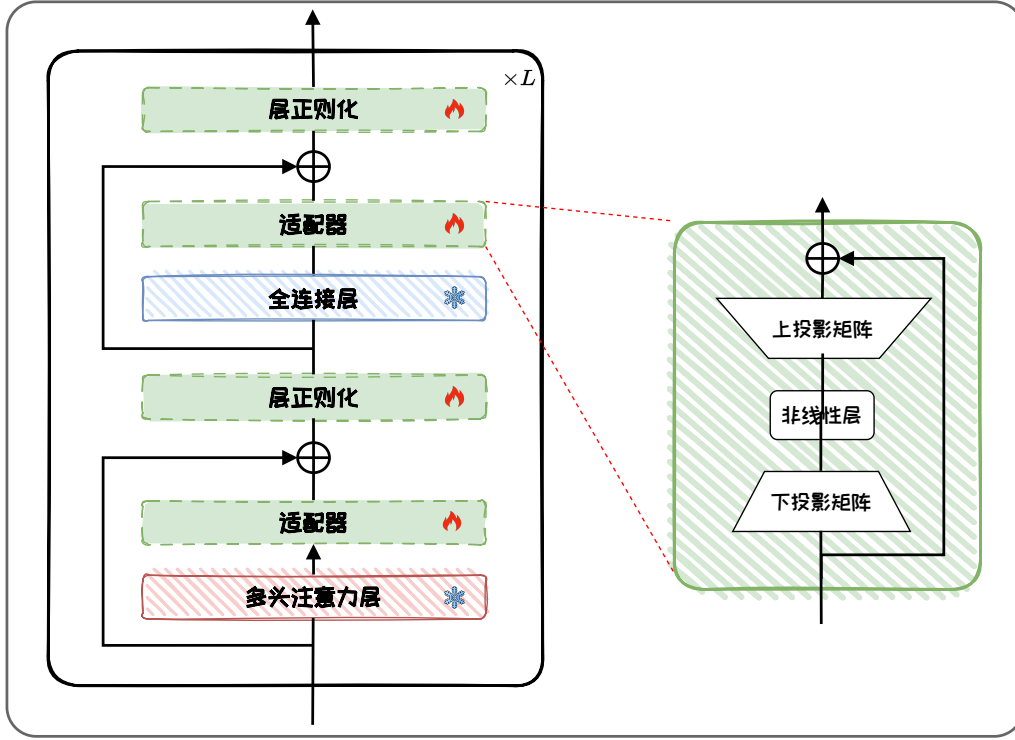 ×L
层正则化
适配器
全连接层
层正则化
适配器
多头注意力层
上投影矩阵
非线性层
下投影矩阵